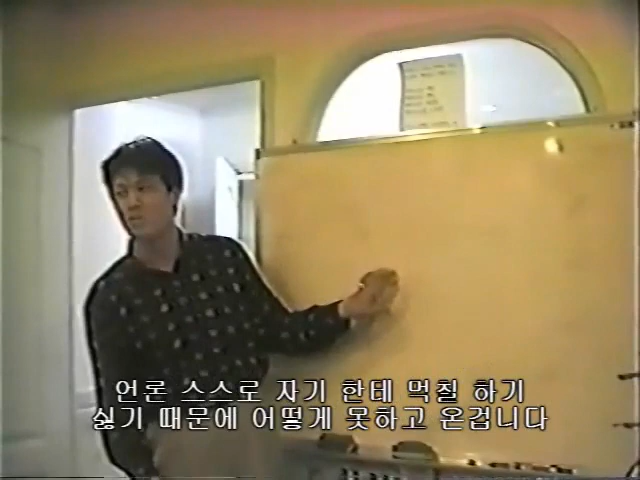 언론 스스로 자기 한테 먹칠 하기
싫기 때문에 어떻게 못하고 온겁니다